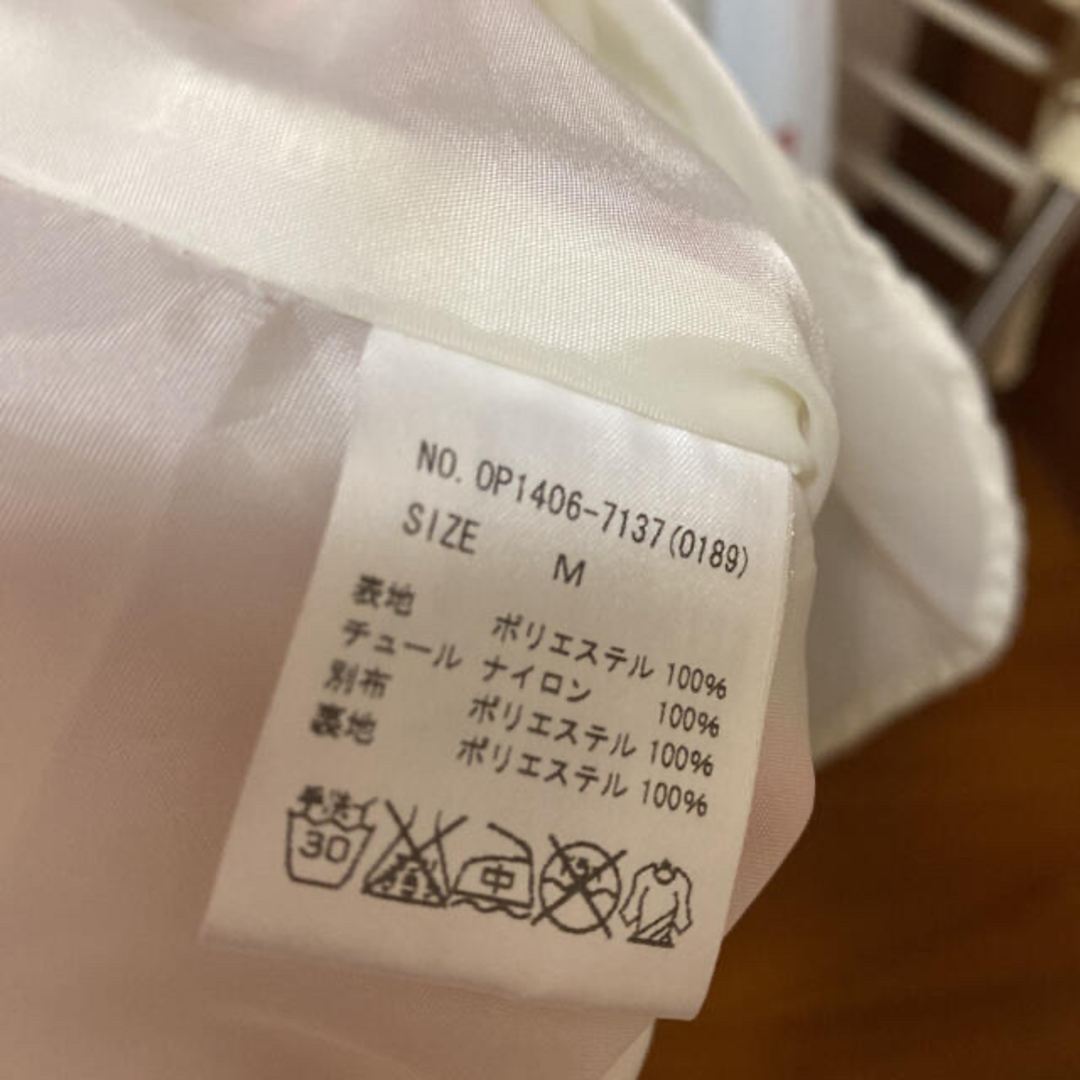 NO. OP1406-7137(0189)
SIZE M
表地 ポリエステル 100%
チュール ナイロン 100%
別布 ポリエステル 100%
裏地 ポリエステル 100%
手洗イ
30
中